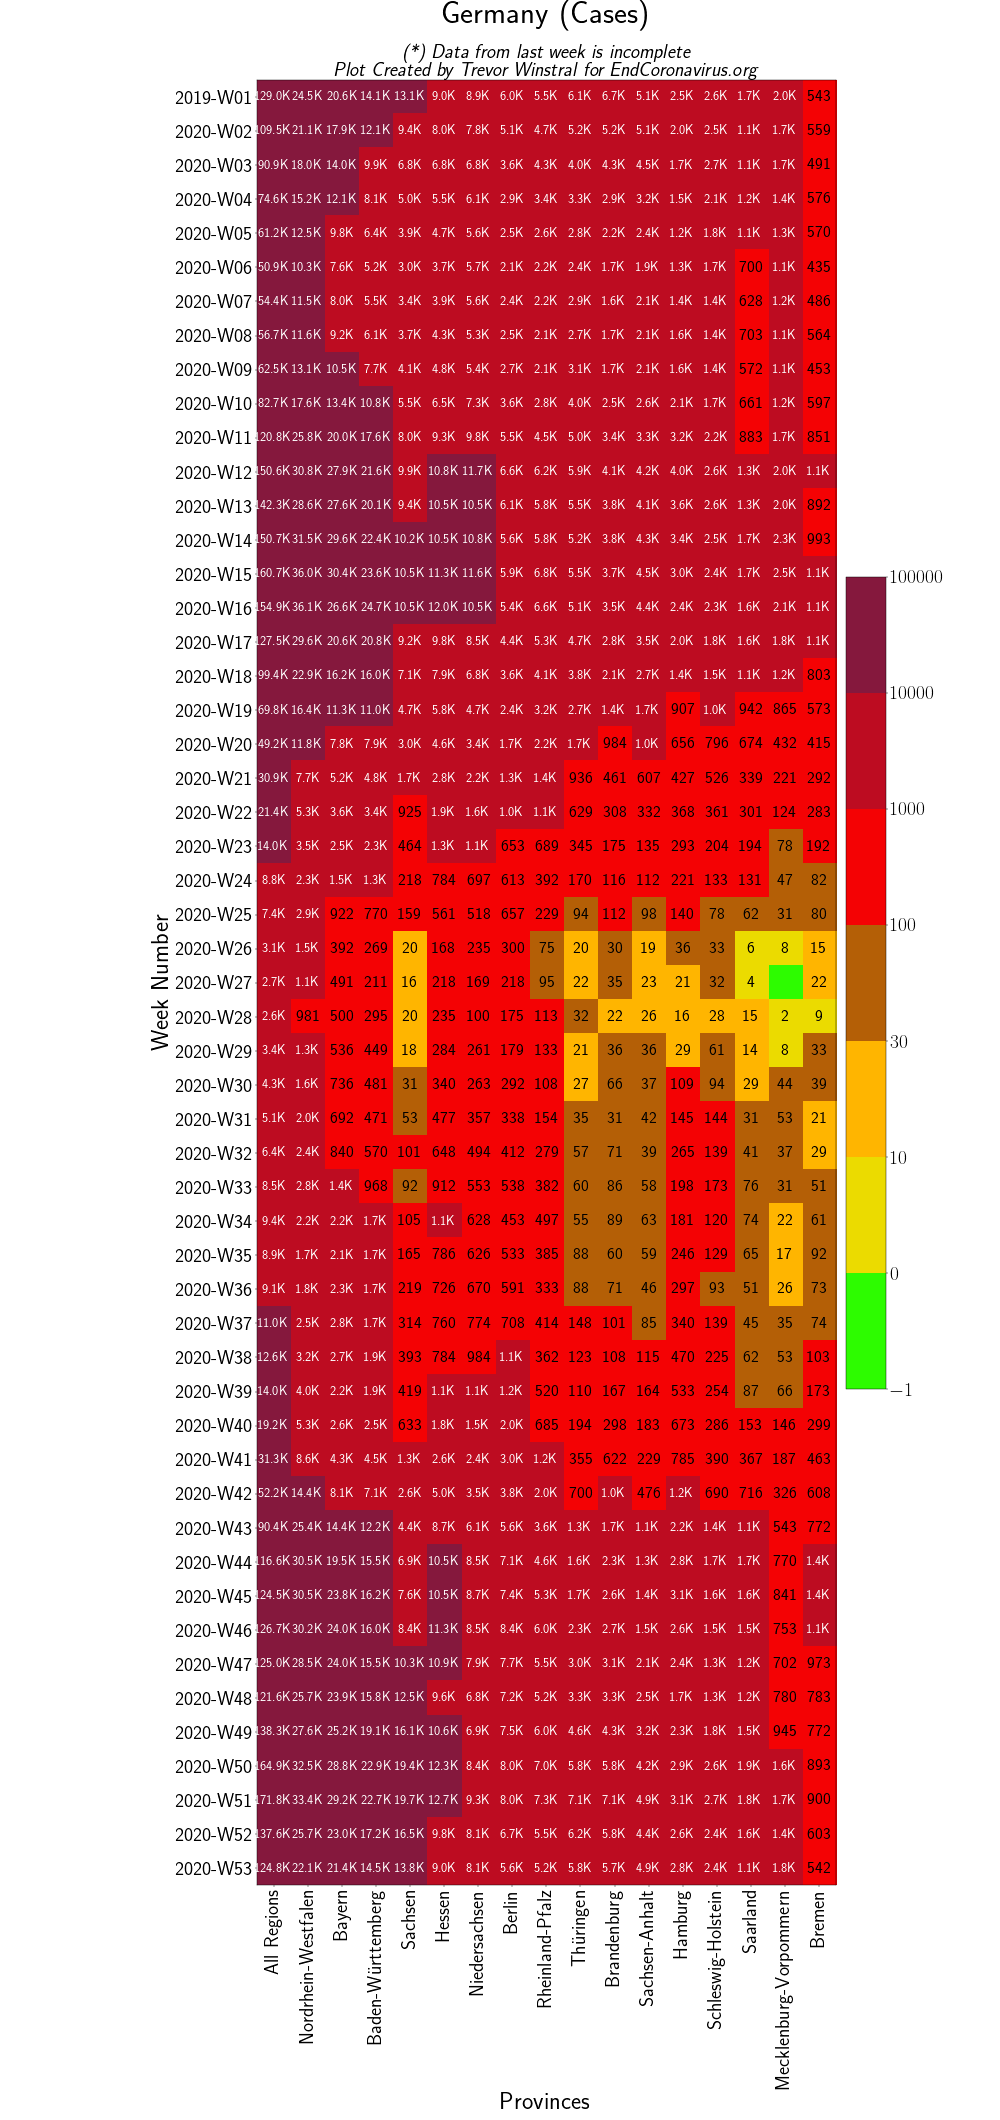 Germany (Cases)
(*) Data from last week is incomplete
Plot Created by Trevor Winstral for EndCoronavirus.org
2019-W01 129.0K 24.5K 20.6K 14.1K 13.1K 9.0K 8.9K 6.0K 5.5K 6.1K 6.7K 5.1K 2.5K 2.6K 1.7K 2.0K 543
2020-W02 109.5K 21.1K 17.9K 12.1K 9.4K 8.0K 7.8K 5.1K 4.7K 5.2K 5.2K 5.1K 2.0K 2.5K 1.1K 1.7K 559
2020-W03 90.9K 18.0K 14.0K 9.9K 6.8K 6.8K 6.8K 3.6K 4.3K 4.0K 4.3K 4.5K 1.7K 2.7K 1.1K 1.7K 491
2020-W04 74.6K 15.2K 12.1K 8.1K 5.0K 5.5K 6.1K 2.9K 3.4K 3.3K 2.9K 3.2K 1.5K 2.1K 1.2K 1.4K 576
2020-W05 61.2K 12.5K 9.8K 6.4K 3.9K 4.7K 5.6K 2.5K 2.6K 2.8K 2.2K 2.4K 1.2K 1.8K 1.1K 1.3K 570
2020-W06 50.9K 10.3K 7.6K 5.2K 3.0K 3.7K 5.7K 2.1K 2.2K 2.4K 1.7K 1.9K 1.3K 1.7K 700 1.1K 435
2020-W07 54.4K 11.5K 8.0K 5.5K 3.4K 3.9K 5.6K 2.4K 2.2K 2.9K 1.6K 2.1K 1.4K 1.4K 628 1.2K 486
2020-W08 56.7K 11.6K 9.2K 6.1K 3.7K 4.3K 5.3K 2.5K 2.1K 2.7K 1.7K 2.1K 1.6K 1.4K 703 1.1K 564
2020-W09 62.5K 13.1K 10.5K 7.7K 4.1K 4.8K 5.4K 2.7K 2.1K 3.1K 1.7K 2.1K 1.6K 1.4K 572 1.1K 453
2020-W10 82.7K 17.6K 13.4K 10.8K 5.5K 6.5K 7.3K 3.6K 2.8K 4.0K 2.5K 2.6K 2.1K 1.7K 661 1.2K 597
2020-W11 120.8K 25.8K 20.0K 17.6K 8.0K 9.3K 9.8K 5.5K 4.5K 5.0K 3.4K 3.3K 3.2K 2.2K 883 1.7K 851
2020-W12 150.6K 30.8K 27.9K 21.6K 9.9K 10.8K 11.7K 6.6K 6.2K 5.9K 4.1K 4.2K 4.0K 2.6K 1.3K 2.0K 1.1K
2020-W13 142.3K 28.6K 27.6K 20.1K 9.4K 10.5K 10.5K 6.1K 5.8K 5.5K 3.8K 4.1K 3.6K 2.6K 1.3K 2.0K 892
2020-W14 150.7K 31.5K 29.6K 22.4K 10.2K 10.5K 10.8K 5.6K 5.8K 5.2K 3.8K 4.3K 3.4K 2.5K 1.7K 2.3K 993
2020-W15 160.7K 36.0K 30.4K 23.6K 10.5K 11.3K 11.6K 5.9K 6.8K 5.5K 3.7K 4.5K 3.0K 2.4K 1.7K 2.5K 1.1K
2020-W16 154.9K 36.1K 26.6K 24.7K 10.5K 12.0K 10.5K 5.4K 6.6K 5.1K 3.5K 4.4K 2.4K 2.3K 1.6K 2.1K 1.1K
2020-W17 127.5K 29.6K 20.6K 20.8K 9.2K 9.8K 8.5K 4.4K 5.3K 4.7K 2.8K 3.5K 2.0K 1.8K 1.6K 1.8K 1.1K
2020-W18 99.4K 22.9K 16.2K 16.0K 7.1K 7.9K 6.8K 3.6K 4.1K 3.8K 2.1K 2.7K 1.4K 1.5K 1.1K 1.2K 803
2020-W19 69.8K 16.4K 11.3K 11.0K 4.7K 5.8K 4.7K 2.4K 3.2K 2.7K 1.4K 1.7K 907 1.0K 942 865 573
2020-W20 49.2K 11.8K 7.8K 7.9K 3.0K 4.6K 3.4K 1.7K 2.2K 1.7K 984 1.0K 656 796 674 432 415
2020-W21 30.9K 7.7K 5.2K 4.8K 1.7K 2.8K 2.2K 1.3K 1.4K 936 461 607 427 526 339 221 292
2020-W22 21.4K 5.3K 3.6K 3.4K 925 1.9K 1.6K 1.0K 1.1K 629 308 332 368 361 301 124 283
2020-W23 14.0K 3.5K 2.5K 2.3K 464 1.3K 1.1K 653 689 345 175 135 293 204 194 78 192
2020-W24 8.8K 2.3K 1.5K 1.3K 218 784 697 613 392 170 116 112 221 133 131 47 82
2020-W25 7.4K 2.9K 922 770 159 561 518 657 229 94 112 98 140 78 62 31 80
2020-W26 3.1K 1.5K 392 269 20 168 235 300 75 20 30 19 36 33 6 8 15
2020-W27 2.7K 1.1K 491 211 16 218 169 218 95 22 35 23 21 32 4 22
2020-W28 2.6K 981 500 295 20 235 100 175 113 32 22 26 16 28 15 2 9
2020-W29 3.4K 1.3K 536 449 18 284 261 179 133 21 36 36 29 61 14 8 33
2020-W30 4.3K 1.6K 736 481 31 340 263 292 108 27 66 37 109 94 29 44 39
2020-W31 5.1K 2.0K 692 471 53 477 357 338 154 35 31 42 145 144 31 53 21
2020-W32 6.4K 2.4K 840 570 101 648 494 412 279 57 71 39 265 139 41 37 29
2020-W33 8.5K 2.8K 1.4K 968 92 912 553 538 382 60 86 58 198 173 76 31 51
2020-W34 9.4K 2.2K 2.2K 1.7K 105 1.1K 628 453 497 55 89 63 181 120 74 22 61
2020-W35 8.9K 1.7K 2.1K 1.7K 165 786 626 533 385 88 60 59 246 129 65 17 92
2020-W36 9.1K 1.8K 2.3K 1.7K 219 726 670 591 333 88 71 46 297 93 51 26 73
2020-W37 11.0K 2.5K 2.8K 1.7K 314 760 774 708 414 148 101 85 340 139 45 35 74
2020-W38 12.6K 3.2K 2.7K 1.9K 393 784 984 1.1K 362 123 108 115 470 225 62 53 103
2020-W39 14.0K 4.0K 2.2K 1.9K 419 1.1K 1.1K 1.2K 520 110 167 164 533 254 87 66 173
2020-W40 19.2K 5.3K 2.6K 2.5K 633 1.8K 1.5K 2.0K 685 194 298 183 673 286 153 146 299
2020-W41 31.3K 8.6K 4.3K 4.5K 1.3K 2.6K 2.4K 3.0K 1.2K 355 622 229 785 390 367 187 463
2020-W42 52.2K 14.4K 8.1K 7.1K 2.6K 5.0K 3.5K 3.8K 2.0K 700 1.0K 476 1.2K 690 716 326 608
2020-W43 90.4K 25.4K 14.4K 12.2K 4.4K 8.7K 6.1K 5.6K 3.6K 1.3K 1.7K 1.1K 2.2K 1.4K 1.1K 543 772
2020-W44 116.6K 30.5K 19.5K 15.5K 6.9K 10.5K 8.5K 7.1K 4.6K 1.6K 2.3K 1.3K 2.8K 1.7K 1.7K 770 1.4K
2020-W45 124.5K 30.5K 23.8K 16.2K 7.6K 10.5K 8.7K 7.4K 5.3K 1.7K 2.6K 1.4K 3.1K 1.6K 1.6K 841 1.4K
2020-W46 126.7K 30.2K 24.0K 16.0K 8.4K 11.3K 8.5K 8.4K 6.0K 2.3K 2.7K 1.5K 2.6K 1.5K 1.5K 753 1.1K
2020-W47 125.0K 28.5K 24.0K 15.5K 10.3K 10.9K 7.9K 7.7K 5.5K 3.0K 3.1K 2.1K 2.4K 1.3K 1.2K 702 973
2020-W48 121.6K 25.7K 23.9K 15.8K 12.5K 9.6K 6.8K 7.2K 5.2K 3.3K 3.3K 2.5K 1.7K 1.3K 1.2K 780 783
2020-W49 138.3K 27.6K 25.2K 19.1K 16.1K 10.6K 6.9K 7.5K 6.0K 4.6K 4.3K 3.2K 2.3K 1.8K 1.5K 945 772
2020-W50 164.9K 32.5K 28.8K 22.9K 19.4K 12.3K 8.4K 8.0K 7.0K 5.8K 5.8K 4.2K 2.9K 2.6K 1.9K 1.6K 893
2020-W51 171.8K 33.4K 29.2K 22.7K 19.7K 12.7K 9.3K 8.0K 7.3K 7.1K 7.1K 4.9K 3.1K 2.7K 1.8K 1.7K 900
2020-W52 137.6K 25.7K 23.0K 17.2K 16.5K 9.8K 8.1K 6.7K 5.5K 6.2K 5.8K 4.4K 2.6K 2.4K 1.6K 1.4K 603
2020-W53 124.8K 22.1K 21.4K 14.5K 13.8K 9.0K 8.1K 5.6K 5.2K 5.8K 5.7K 4.9K 2.8K 2.4K 1.1K 1.8K 542
Week Number
All Regions
Nordrhein-Westfalen
Bayern
Baden-Württemberg
Sachsen
Hessen
Niedersachsen
Berlin
Rheinland-Pfalz
Thüringen
Brandenburg
Sachsen-Anhalt
Hamburg
Schleswig-Holstein
Saarland
Mecklenburg-Vorpommern
Bremen
Provinces
100000
10000
1000
100
30
10
0
−1